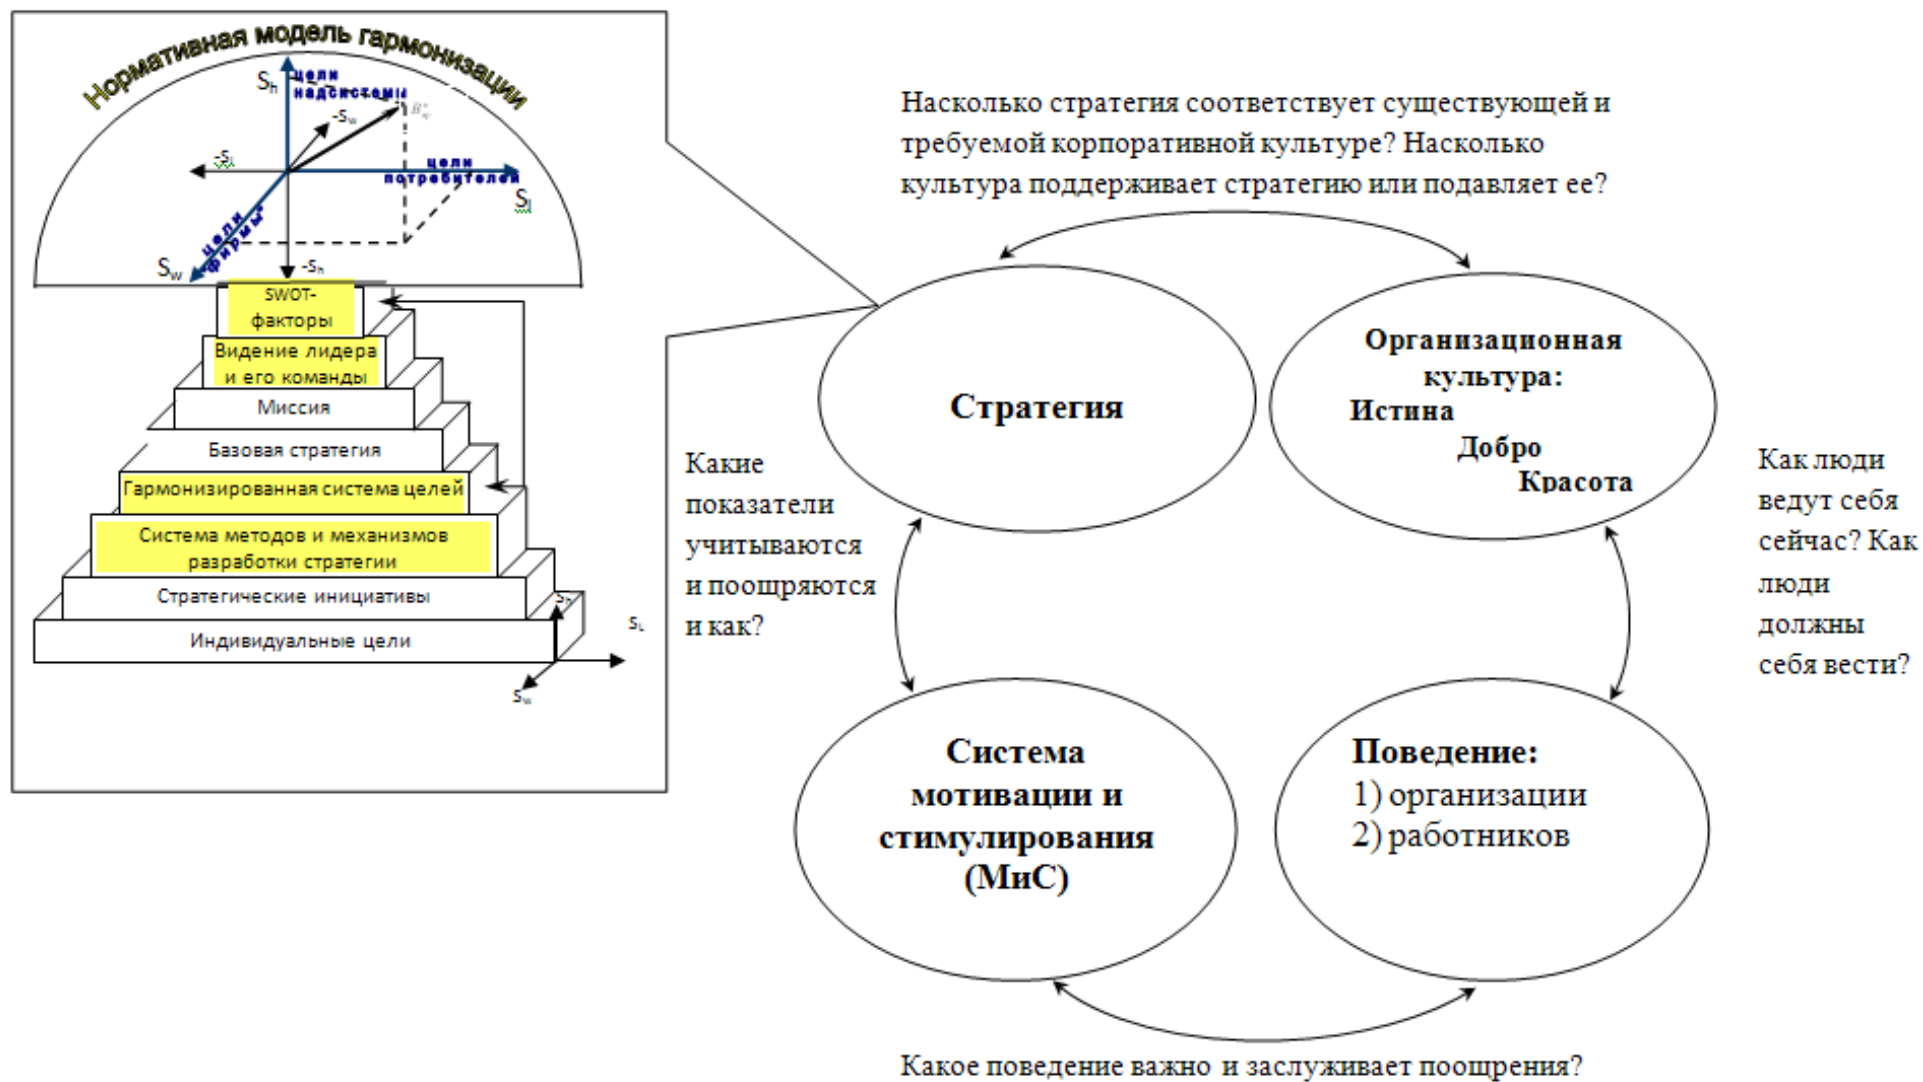 Нормативная модель гармонизации
Sh
цели
надсистемы
-Sw
-Sl
цели
потребителей
Sl
цели
"фирмы"
Sw
-Sh
SWOT-
факторы
Видение лидера
и его команды
Миссия
Базовая стратегия
Гармонизированная система целей
Система методов и механизмов
разработки стратегии
Стратегические инициативы
Индивидуальные цели
Sh
SL
Sw
Насколько стратегия соответствует существующей и
требуемой корпоративной культуре? Насколько
культура поддерживает стратегию или подавляет ее?
Стратегия
Организационная
культура:
Истина
Добро
Красота
Какие
показатели
учитываются
и поощряются
и как?
Как люди
ведут себя
сейчас? Как
люди
должны
себя вести?
Система
мотивации и
стимулирования
(МиС)
Поведение:
1) организации
2) работников
Какое поведение важно и заслуживает поощрения?